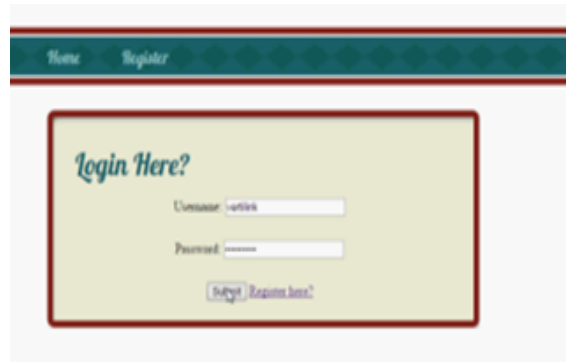 Home Register
Login Here?
Username:
Password:
Submit Register here?